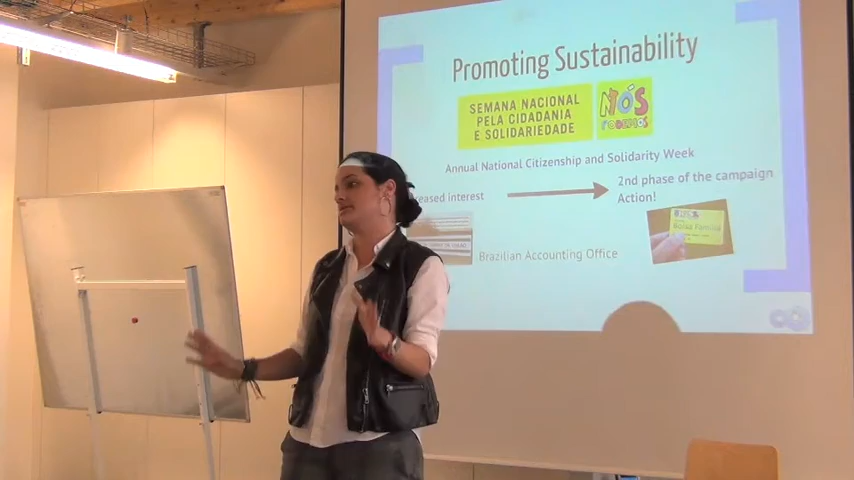 Promoting Sustainability
SEMANA NACIONAL
PELA CIDADANIA
E SOLIDARIEDADE
NÓS
PODEMOS
Annual National Citizenship and Solidarity Week
eased interest
2nd phase of the campaign
Action!
Bolsa Família
Brazilian Accounting Office